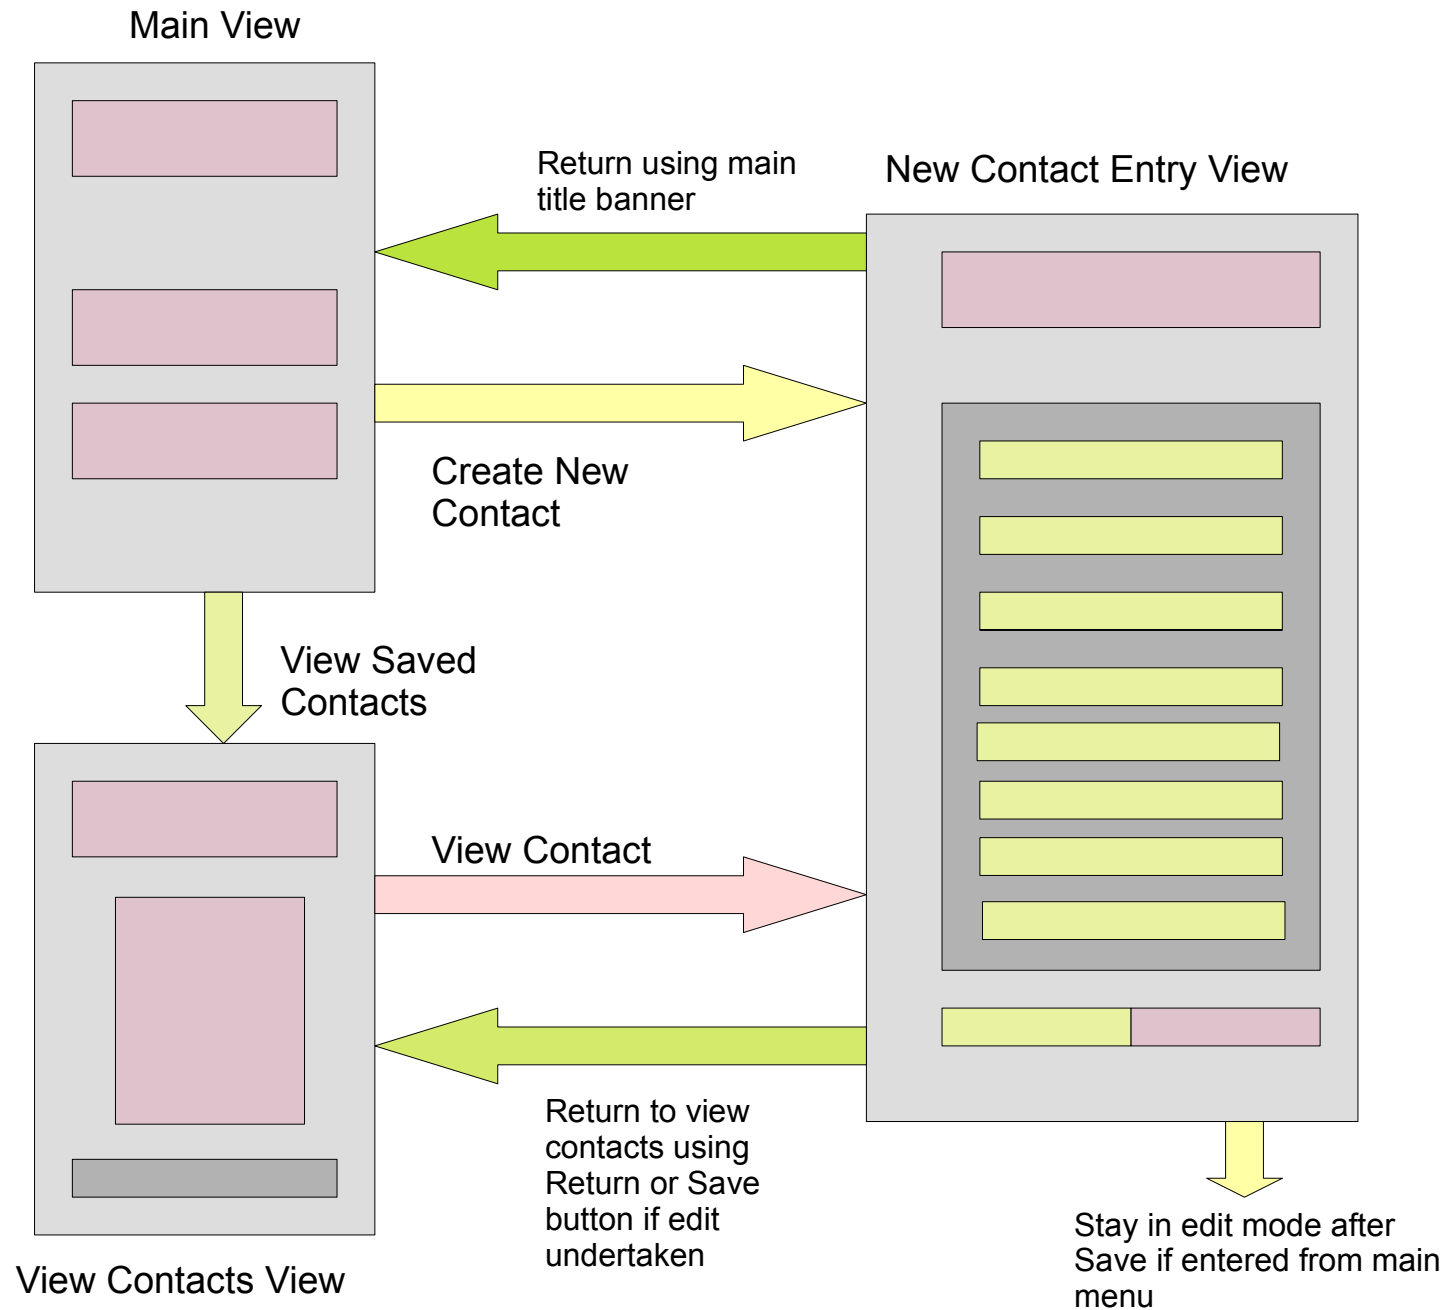 Main View
Return using main
title banner
New Contact Entry View
Create New
Contact
View Saved
Contacts
View Contact
Return to view
contacts using
Return or Save
button if edit
undertaken
Stay in edit mode after
Save if entered from main
menu
View Contacts View